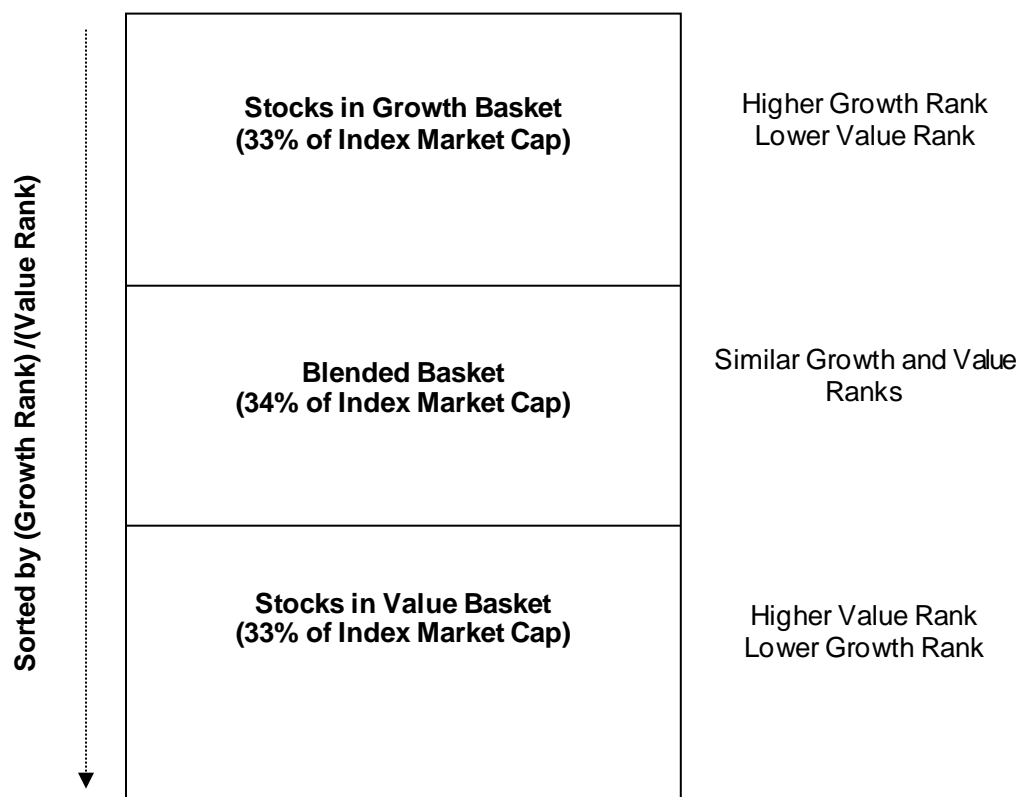 Sorted by (Growth Rank) /(Value Rank)
Stocks in Growth Basket
(33% of Index Market Cap)
Higher Growth Rank
Lower Value Rank
Blended Basket
(34% of Index Market Cap)
Similar Growth and Value
Ranks
Stocks in Value Basket
(33% of Index Market Cap)
Higher Value Rank
Lower Growth Rank